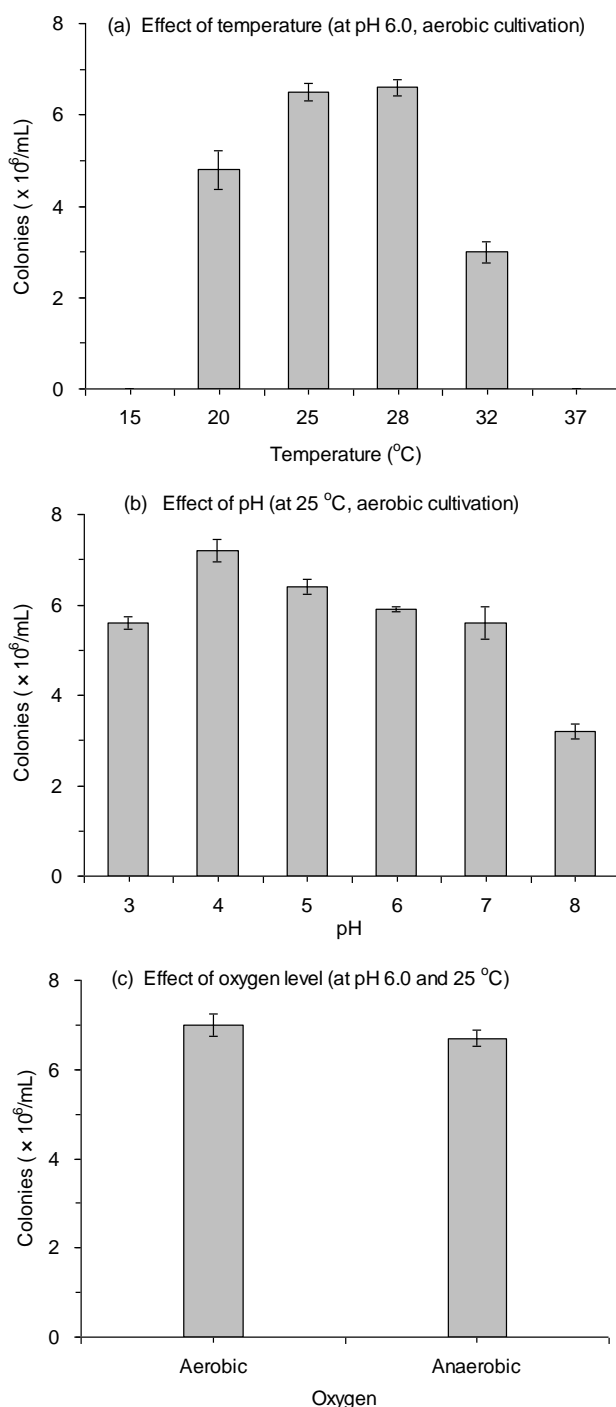 (a) Effect of temperature (at pH 6.0, aerobic cultivation)
Colonies ( x 10⁶/mL)
8
6
4
2
0
15 20 25 28 32 37
Temperature (°C)
(b) Effect of pH (at 25 °C, aerobic cultivation)
Colonies ( × 10⁶/mL)
8
6
4
2
0
3 4 5 6 7 8
pH
(c) Effect of oxygen level (at pH 6.0 and 25 °C)
Colonies ( × 10⁶/mL)
8
6
4
2
0
Aerobic Anaerobic
Oxygen